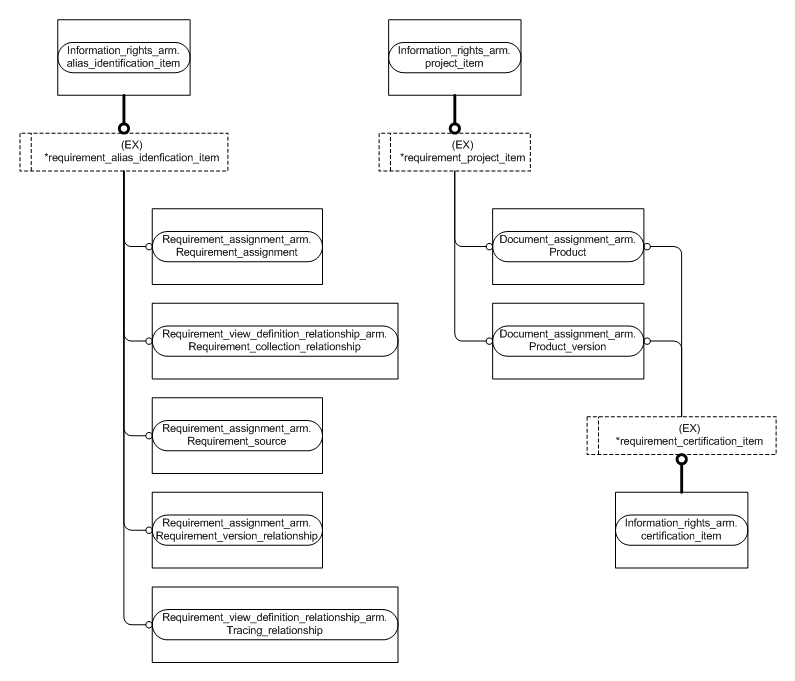 Information_rights_arm.
alias_identification_item
(EX)
*requirement_alias_idenfication_item
Requirement_assignment_arm.
Requirement_assignment
Requirement_view_definition_relationship_arm.
Requirement_collection_relationship
Requirement_assignment_arm.
Requirement_source
Requirement_assignment_arm.
Requirement_version_relationship
Requirement_view_definition_relationship_arm.
Tracing_relationship
Information_rights_arm.
project_item
(EX)
*requirement_project_item
Document_assignment_arm.
Product
Document_assignment_arm.
Product_version
(EX)
*requirement_certification_item
Information_rights_arm.
certification_item